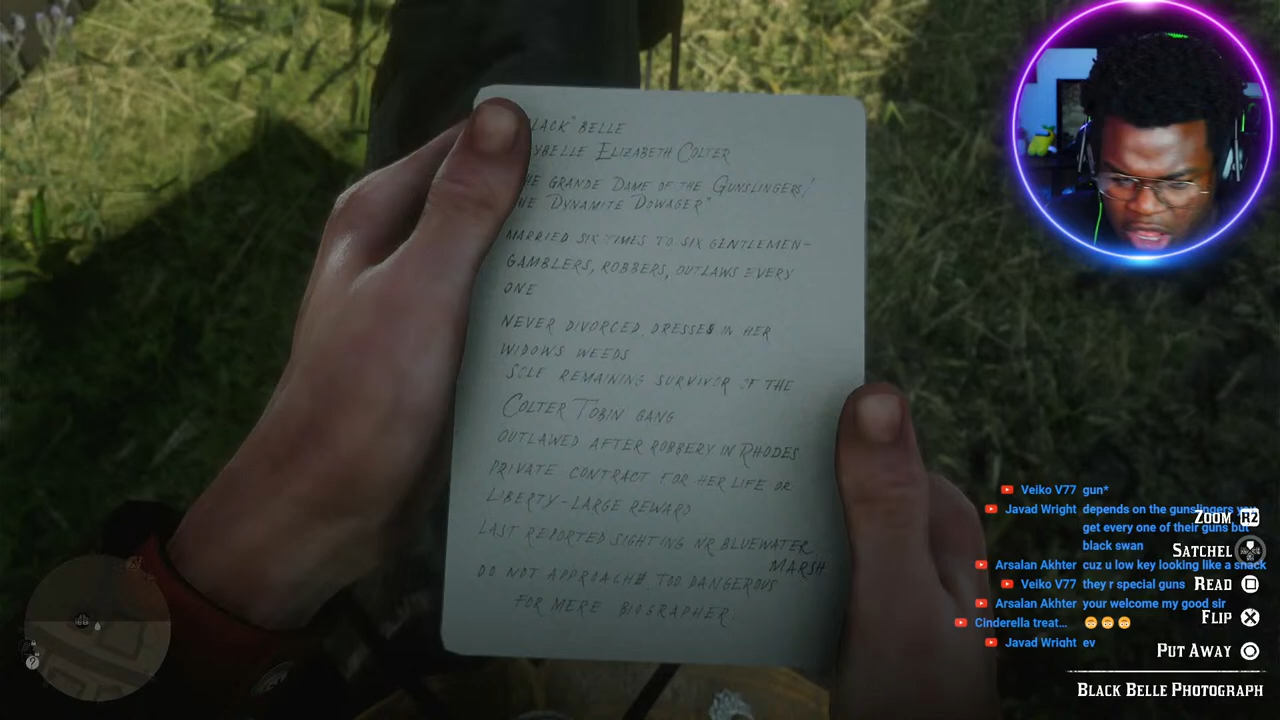 LACK" BELLE
YBELLE ELIZABETH COLTER
HE GRANDE DAME OF THE GUNSLINGERS/
HE DYNAMITE DOWAGER"
MARRIED SIX TIMES TO SIX GENTLEMEN-
GAMBLERS, ROBBERS, OUTLAWS EVERY
ONE
NEVER DIVORCED. DRESSES IN HER
WIDOWS WEEDS
SOLE REMAINING SURVIVOR OF THE
COLTER TOBIN GANG
OUTLAWED AFTER ROBBERY IN RHODES
PRIVATE CONTRACT FOR HER LIFE OR
LIBERTY-LARGE REWARD
LAST REPORTED SIGHTING NR BLUEWATER
MARSH
DO NOT APPROACH. TOO DANGEROUS
FOR MERE BIOGRAPHER.
Veiko V77 gun*
Javad Wright depends on the gunslingers you
get every one of their guns but
black swan
Arsalan Akhter cuz u low key looking like a snack
Veiko V77 they r special guns
Arsalan Akhter your welcome my good sir
Cinderella treat...
Javad Wright ev
ZOOM R2
SATCHEL
READ
FLIP
PUT AWAY
BLACK BELLE PHOTOGRAPH
?